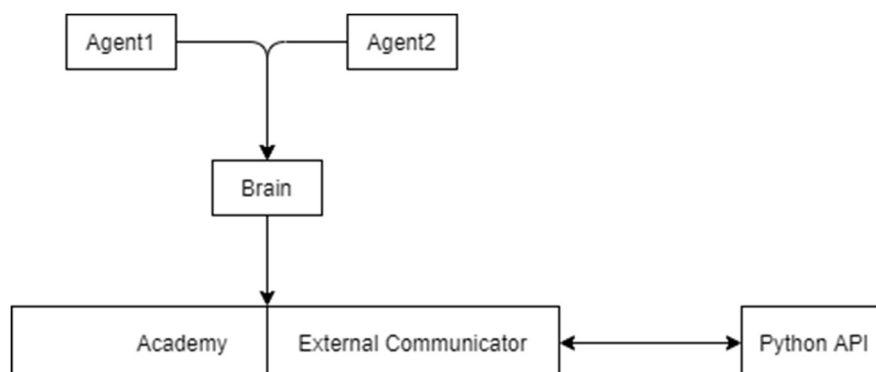 Agent1
Agent2
Brain
Academy
External Communicator
Python API